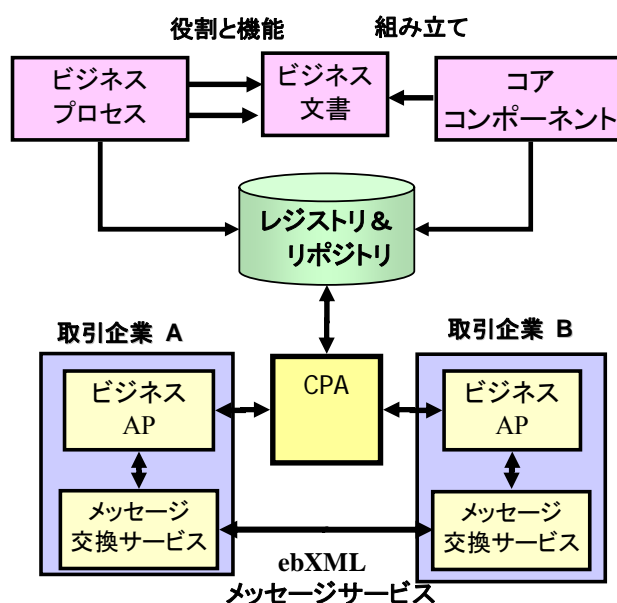 役割と機能
組み立て
ビジネス
プロセス
ビジネス
文書
コア
コンポーネント
レジストリ&
リポジトリ
取引企業 A
取引企業 B
CPA
ビジネス
AP
メッセージ
交換サービス
ビジネス
AP
メッセージ
交換サービス
ebXML
メッセージサービス